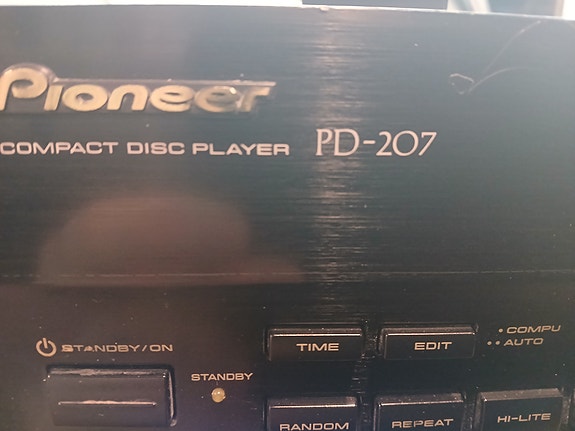 Pioneer
COMPACT DISC PLAYER PD-207
STANDBY/ON
TIME
EDIT
• COMPU
•• AUTO
STANDBY
RANDOM
REPEAT
HI-LITE